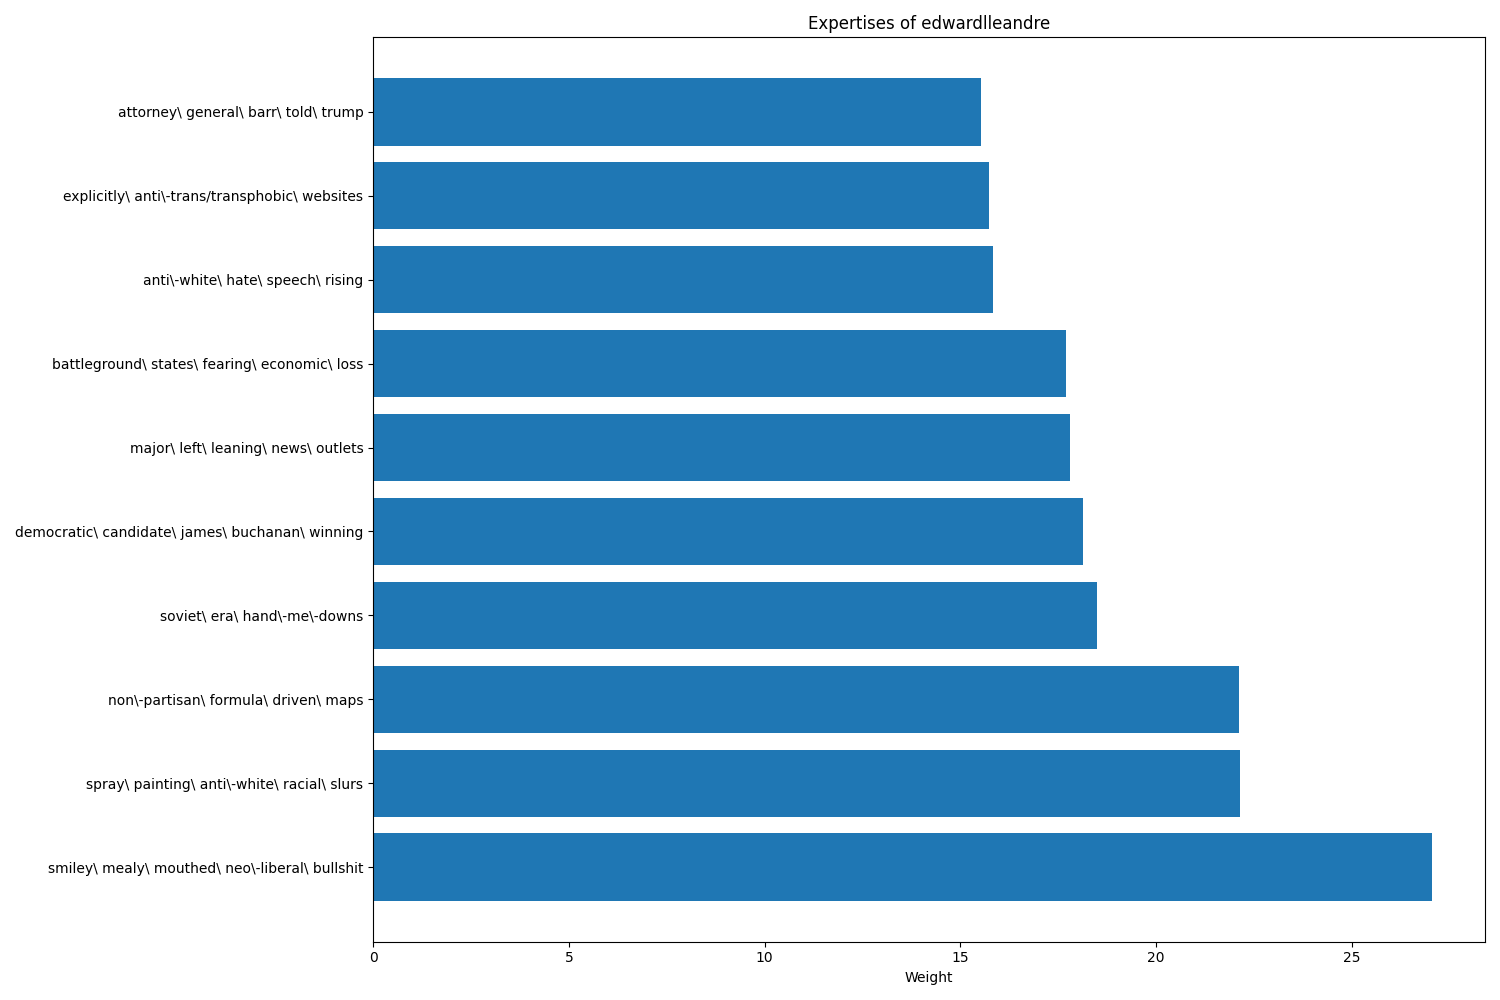 Expertises of edwardlleandre
attorney\ general\ barr\ told\ trump
explicitly\ anti\-trans/transphobic\ websites
anti\-white\ hate\ speech\ rising
battleground\ states\ fearing\ economic\ loss
major\ left\ leaning\ news\ outlets
democratic\ candidate\ james\ buchanan\ winning
soviet\ era\ hand\-me\-downs
non\-partisan\ formula\ driven\ maps
spray\ painting\ anti\-white\ racial\ slurs
smiley\ mealy\ mouthed\ neo\-liberal\ bullshit
0 5 10 15 20 25
Weight